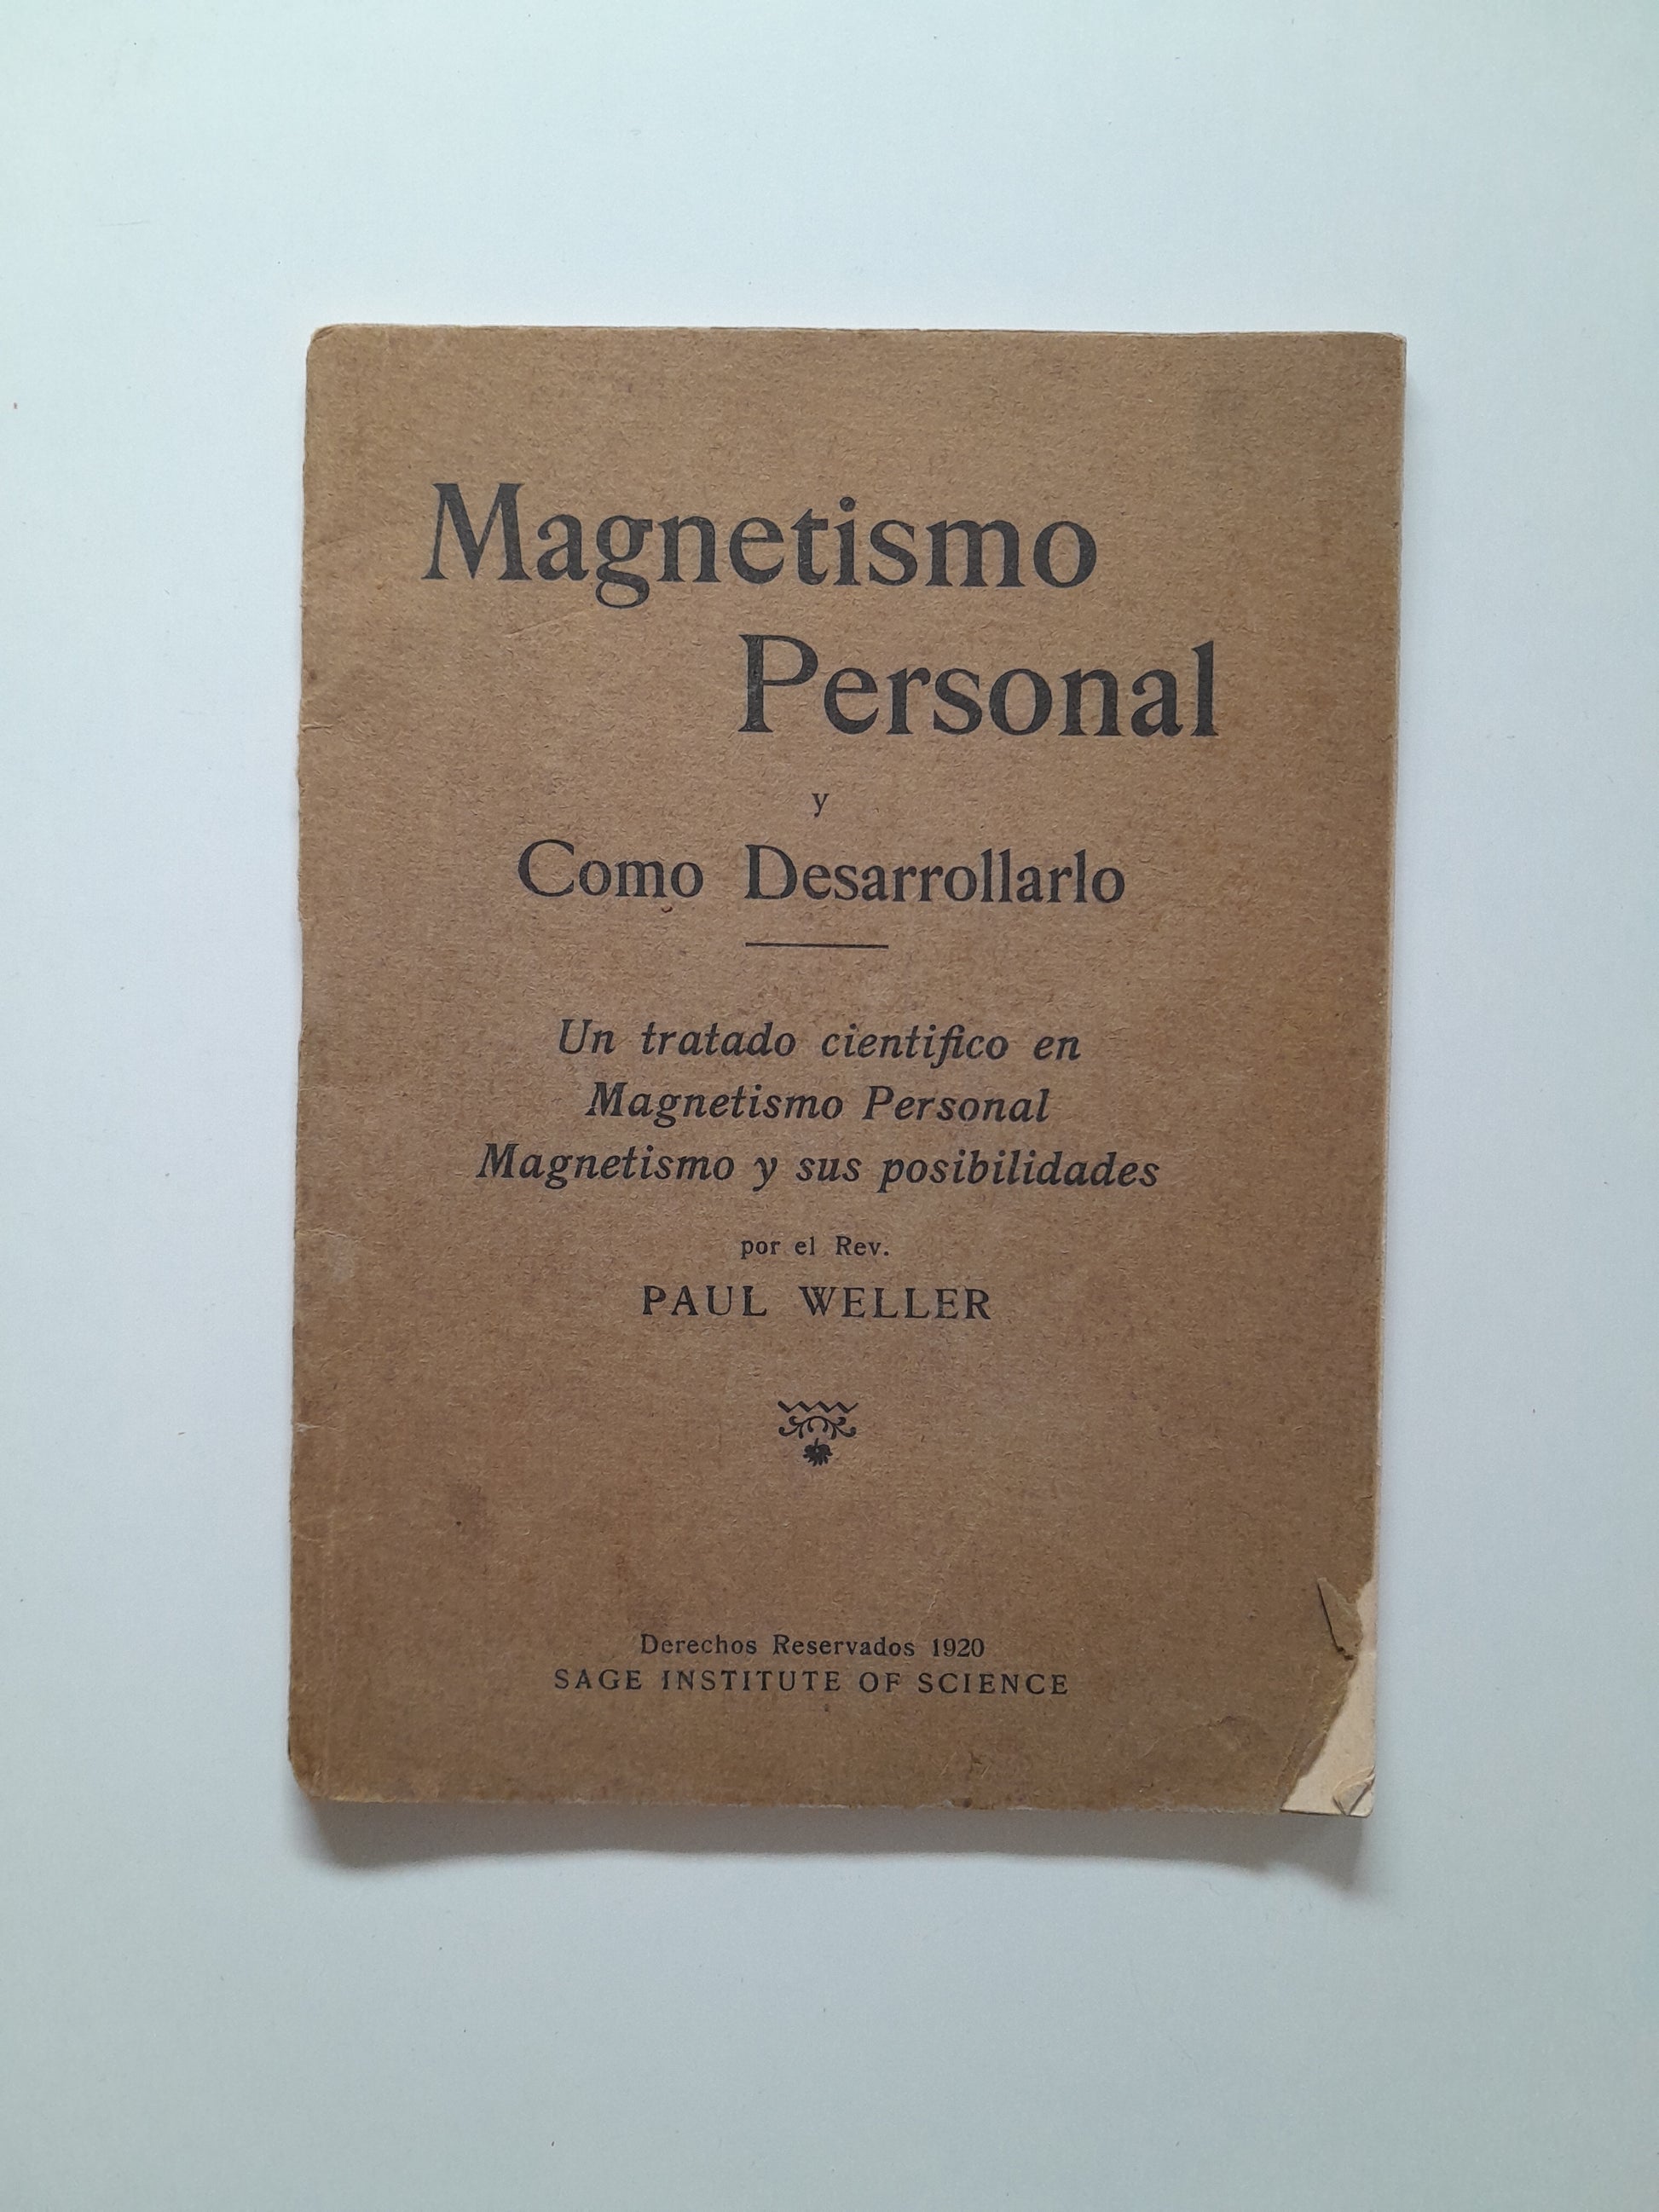 Magnetismo
Personal
y
Como Desarrollarlo
Un tratado cientifico en
Magnetismo Personal
Magnetismo y sus posibilidades
por el Rev.
PAUL WELLER
Derechos Reservados 1920
SAGE INSTITUTE OF SCIENCE